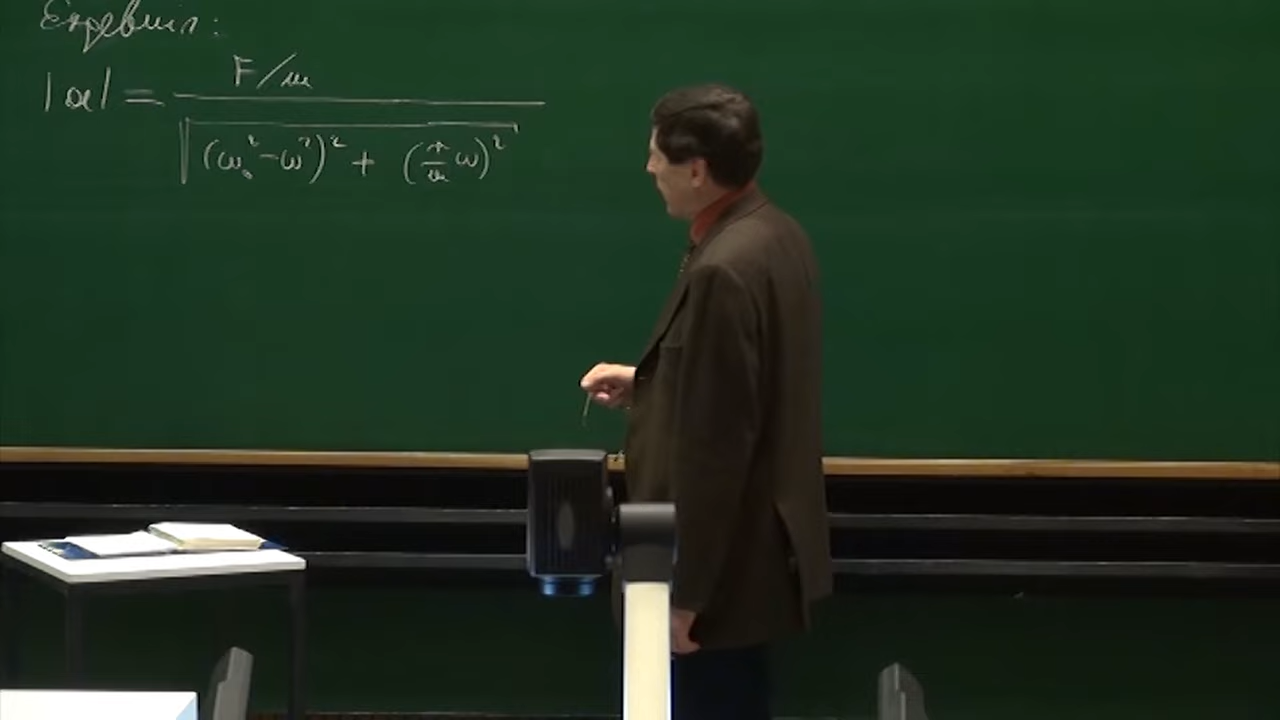 Ergebnis:
|α| = F/m / √((ω₀² - ω²)² + (r/m ω)²)